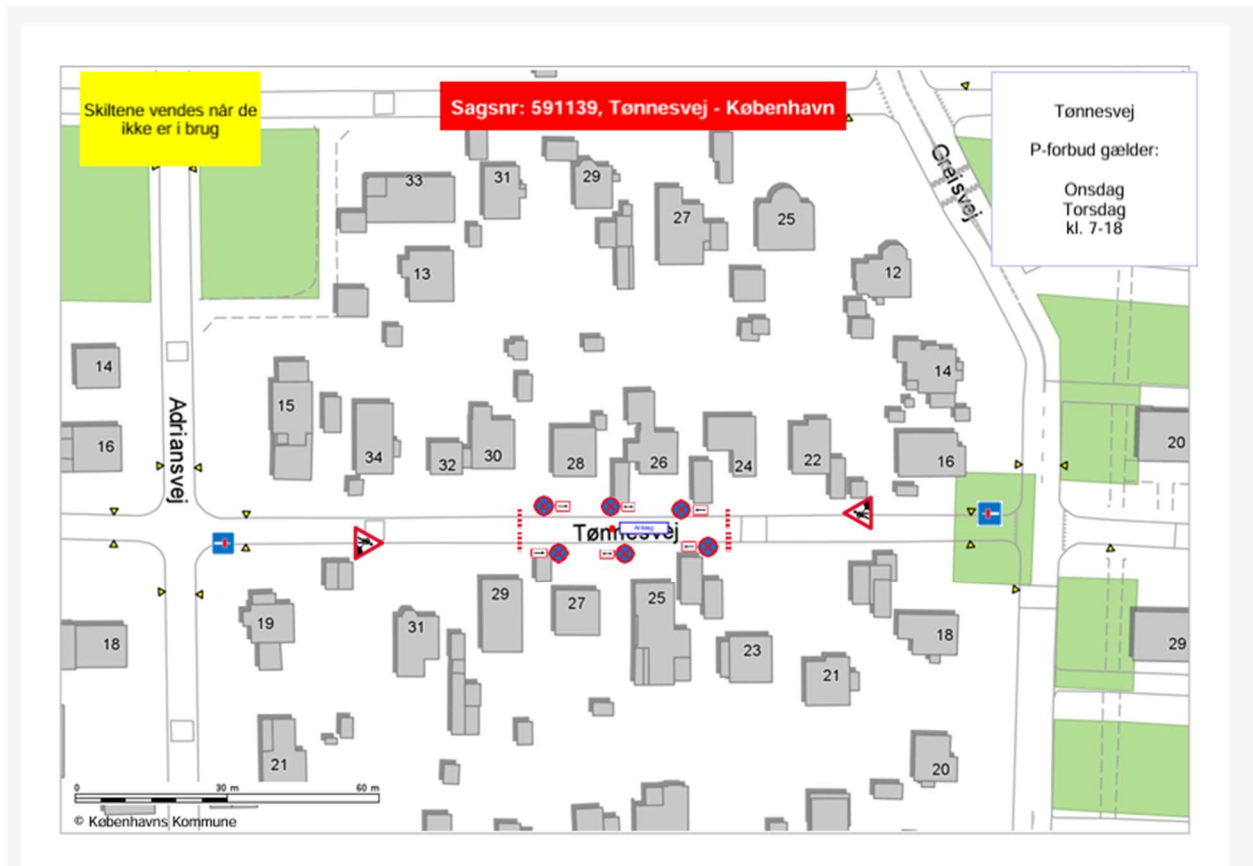 Skiltene vendes når de
ikke er i brug
Sagsnr: 591139, Tønnesvej - København
Tønnesvej
P-forbud gælder:
Onsdag
Torsdag
kl. 7-18
Grejsvej
33
31
29
27
25
13
12
14
14
15
Adriansvej
16
34
32
30
28
26
24
22
16
20
Tønnesvej
18
19
31
29
27
25
23
21
18
29
21
20
0
30 m
60 m
© Københavns Kommune